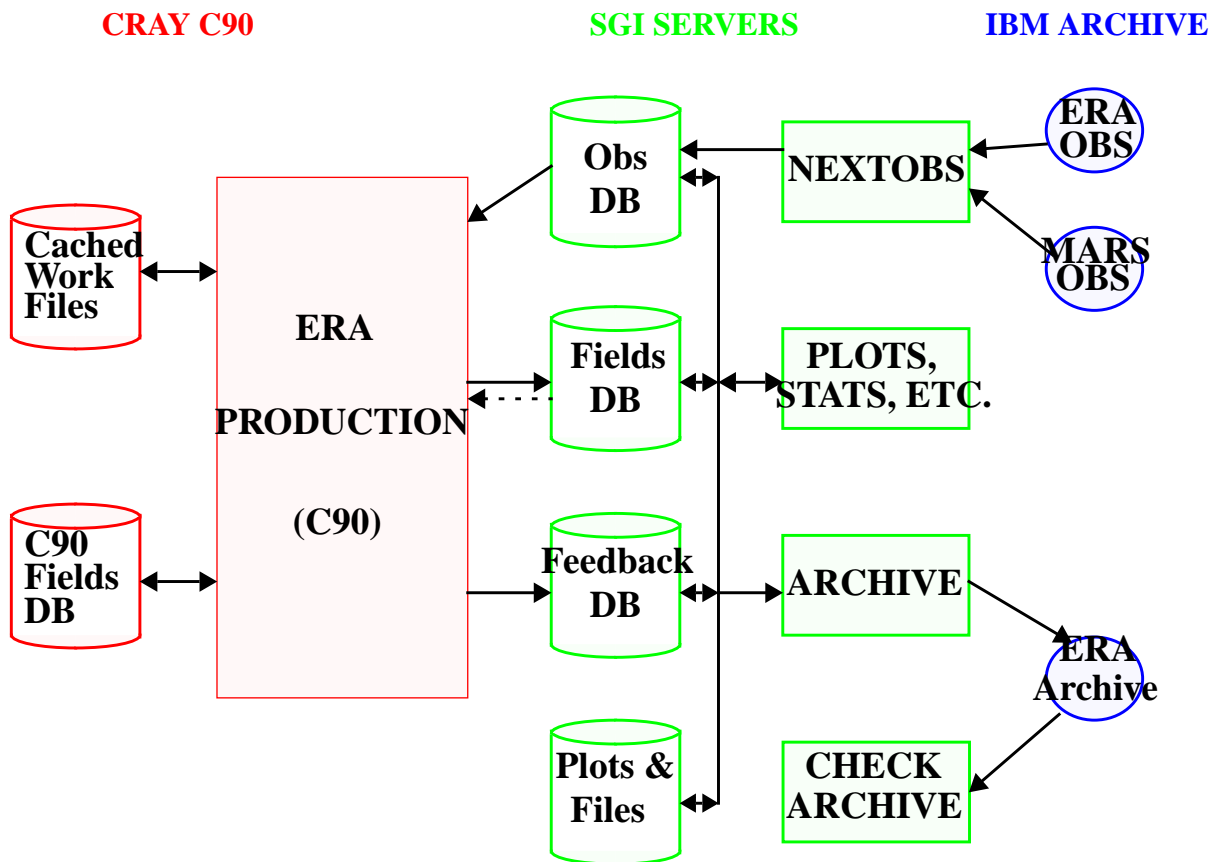 CRAY C90
SGI SERVERS
IBM ARCHIVE
Cached
Work
Files
C90
Fields
DB
ERA
PRODUCTION
(C90)
Obs
DB
Fields
DB
Feedback
DB
Plots &
Files
NEXTOBS
PLOTS,
STATS, ETC.
ARCHIVE
CHECK
ARCHIVE
ERA
OBS
MARS
OBS
ERA
Archive